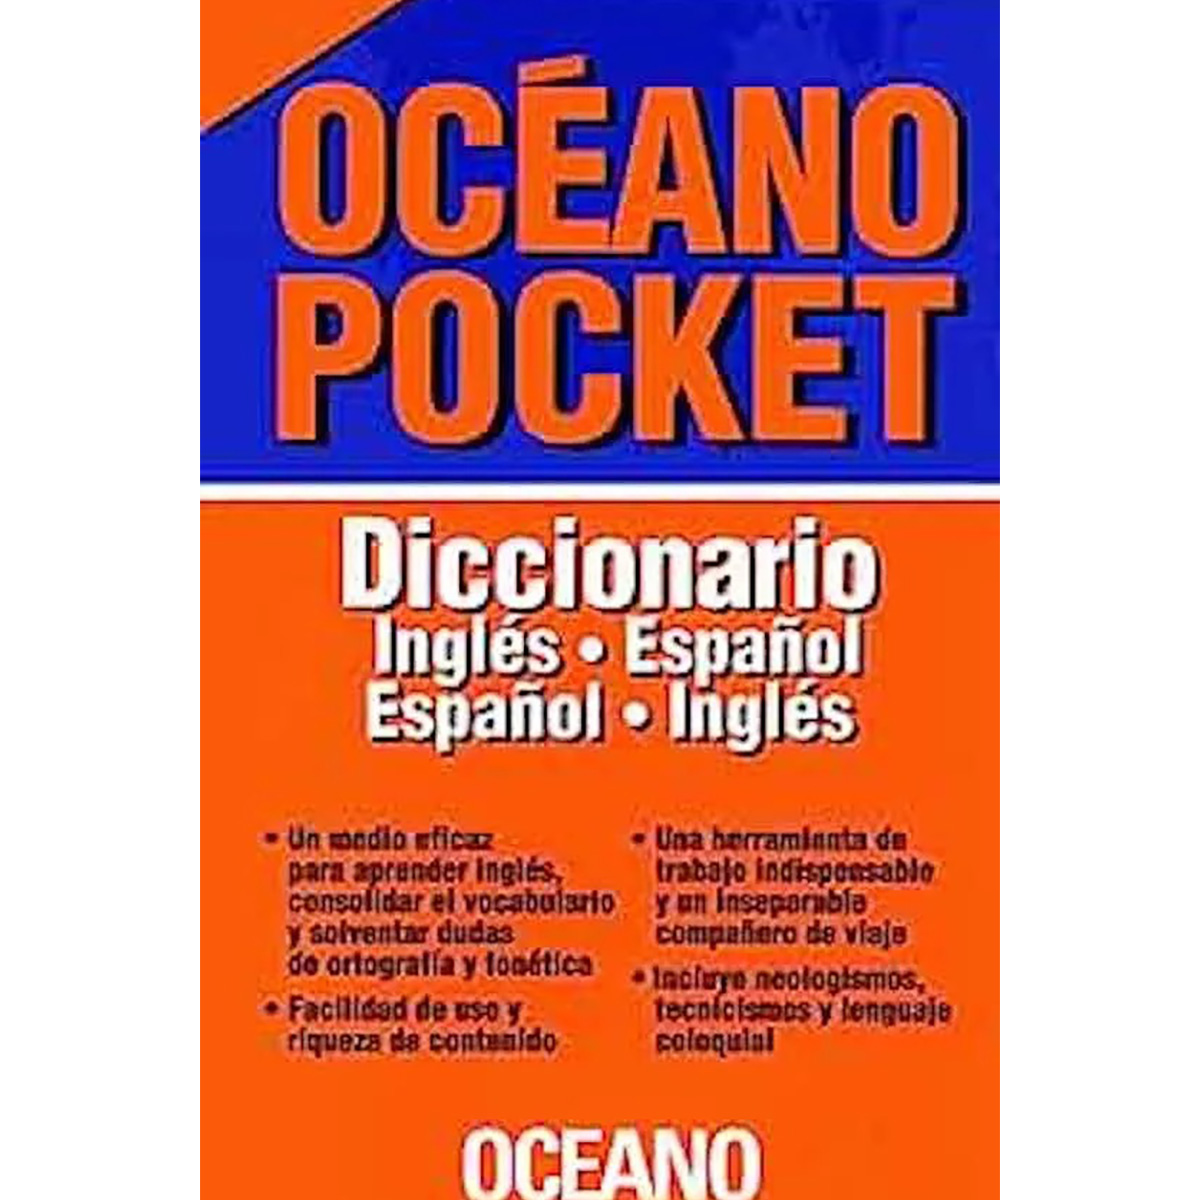 OCÉANO
POCKET
Diccionario
Inglés • Español
Español • Inglés
• Un medio eficaz
para aprender inglés,
consolidar el vocabulario
y solventar dudas
de ortografía y fonética
• Facilidad de uso y
riqueza de contenido
• Una herramienta de
trabajo indispensable
y un inseparable
compañero de viaje
• Incluye neologismos,
tecnicismos y lenguaje
coloquial
OCEANO